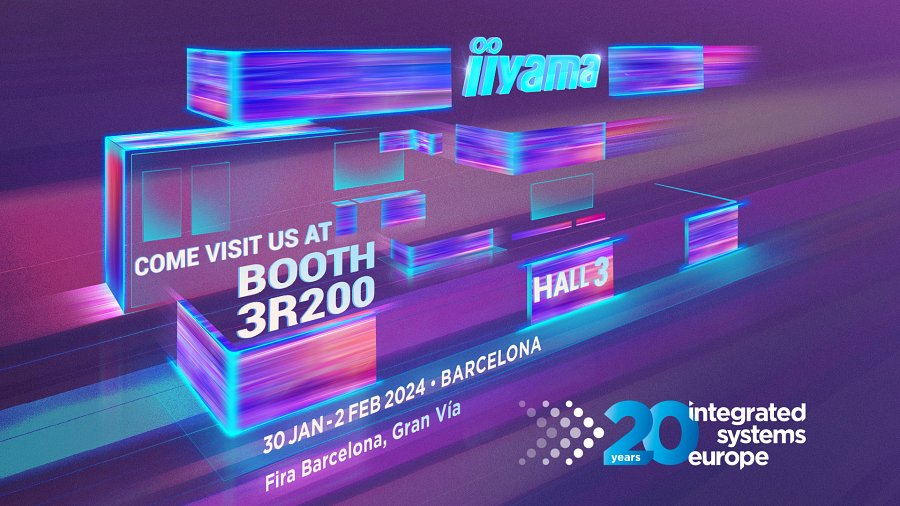 iiyama
COME VISIT US AT
BOOTH
3R200
HALL 3
30 JAN - 2 FEB 2024 • BARCELONA
Fira Barcelona, Gran Vía
20
years
integrated
systems
europe